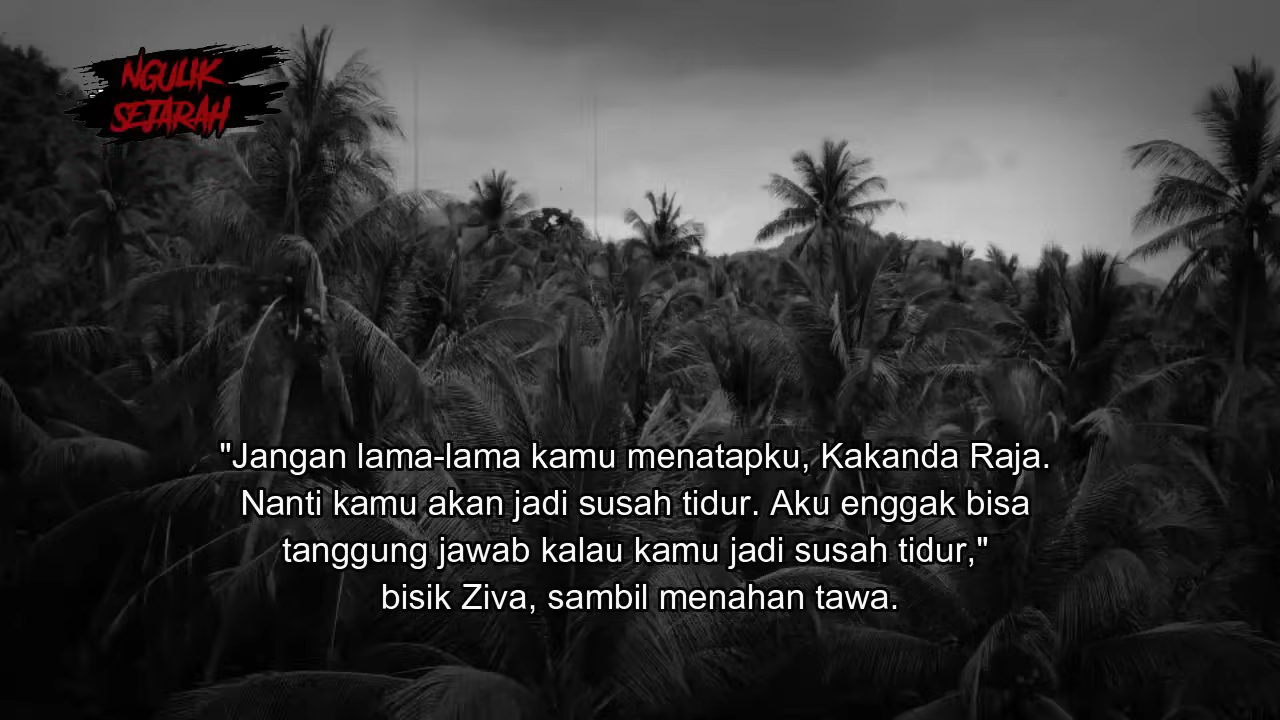 NGULIK
SEJARAH
"Jangan lama-lama kamu menatapku, Kakanda Raja.
Nanti kamu akan jadi susah tidur. Aku enggak bisa
tanggung jawab kalau kamu jadi susah tidur,"
bisik Ziva, sambil menahan tawa.